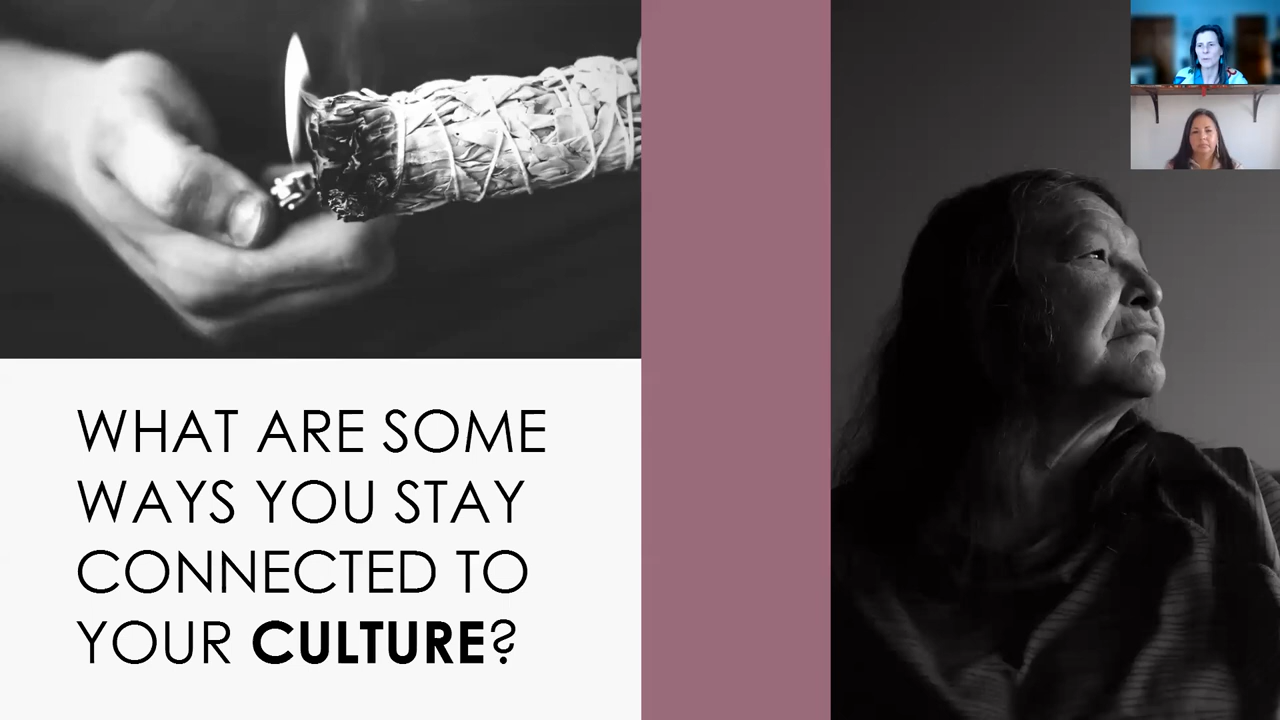 WHAT ARE SOME
WAYS YOU STAY
CONNECTED TO
YOUR CULTURE?